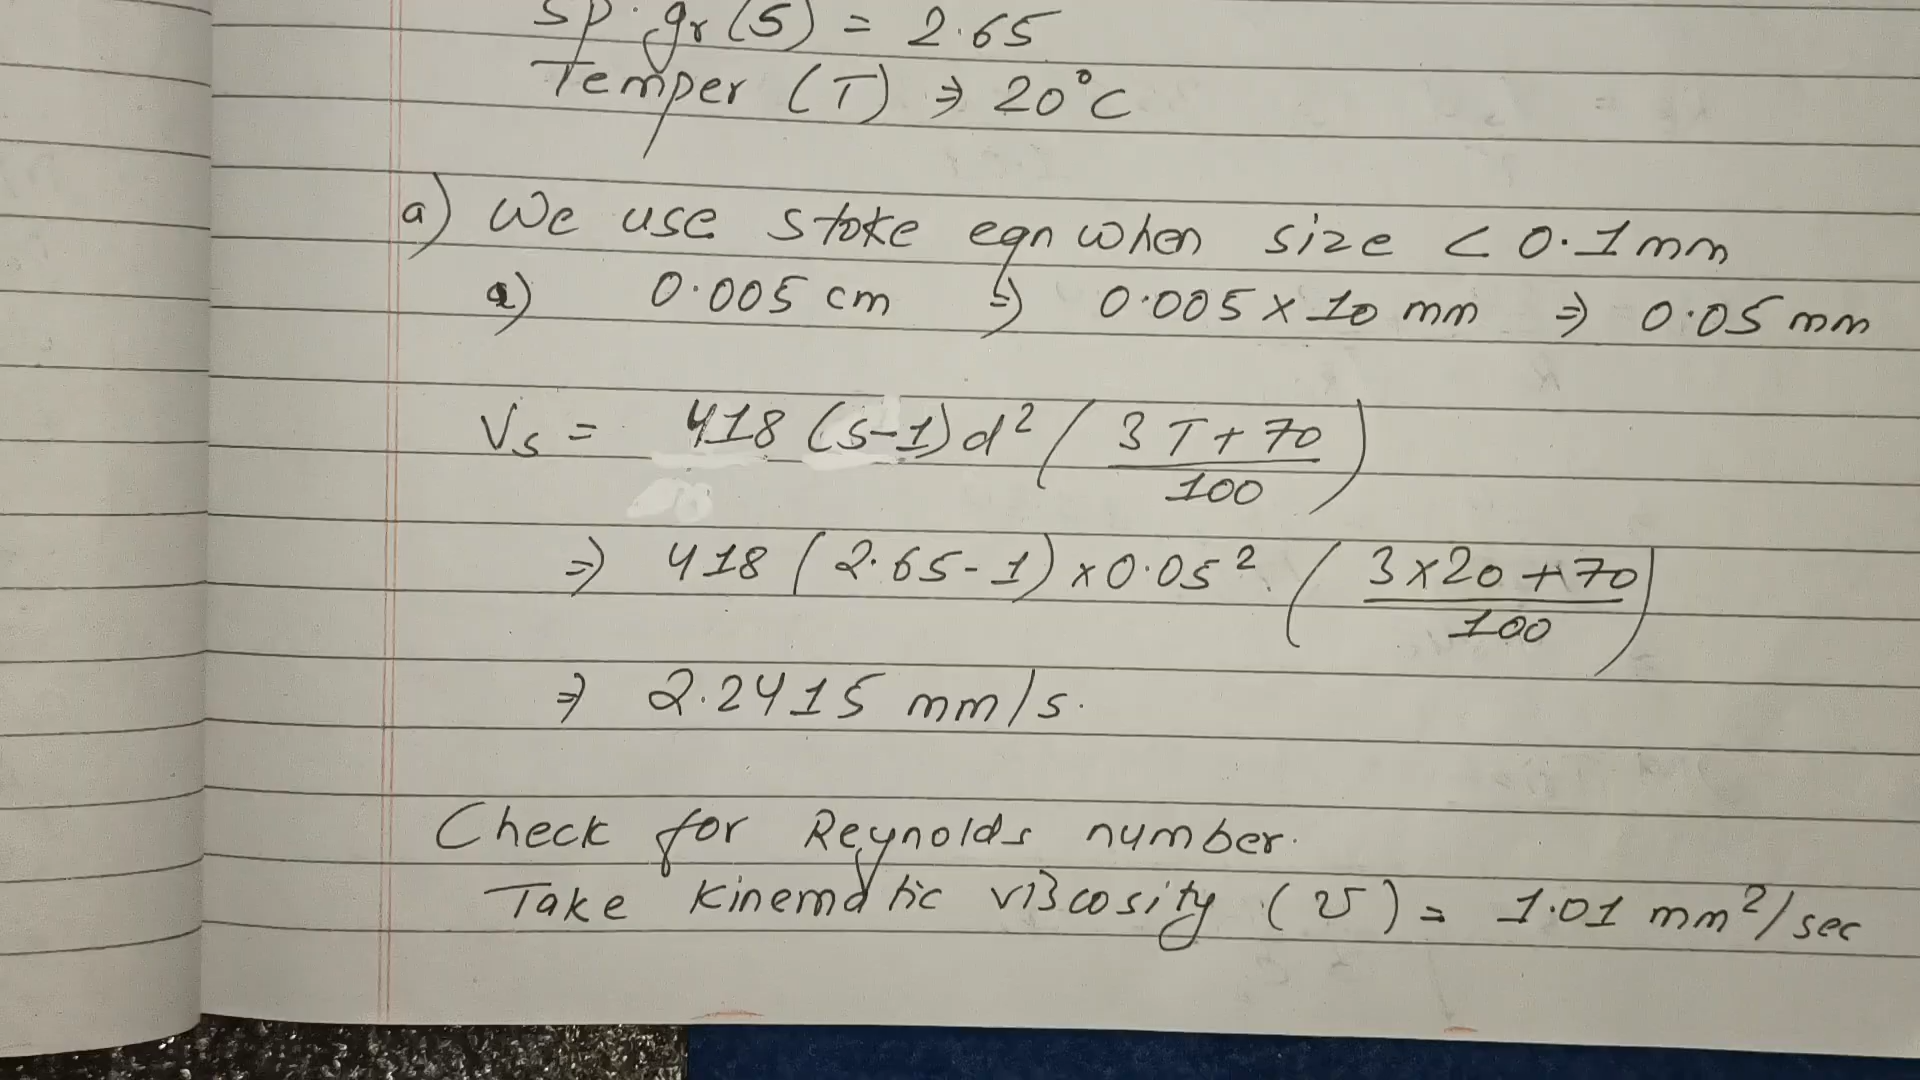 sp. gr (S) = 2.65
Temper (T) ⇒ 20°C
a) We use stoke eqn when size < 0.1mm
a) 0.005 cm ⇒ 0.005 x 10 mm ⇒ 0.05 mm
Vs = 418 (s-1) d² ( 3T + 70 / 100 )
⇒ 418 ( 2.65 - 1) x 0.05² . ( 3x20 + 70 / 100 )
⇒ 2.2415 mm/s.
Check for Reynolds number.
Take Kinematic viscosity (υ) = 1.01 mm²/sec